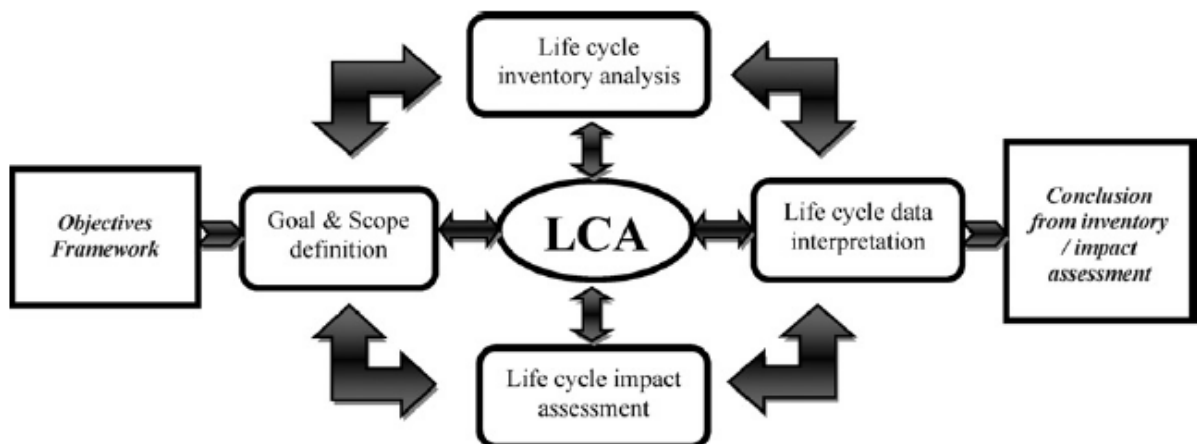 Life cycle
inventory analysis
Objectives
Framework
Goal & Scope
definition
LCA
Life cycle data
interpretation
Conclusion
from inventory
/ impact
assessment
Life cycle impact
assessment